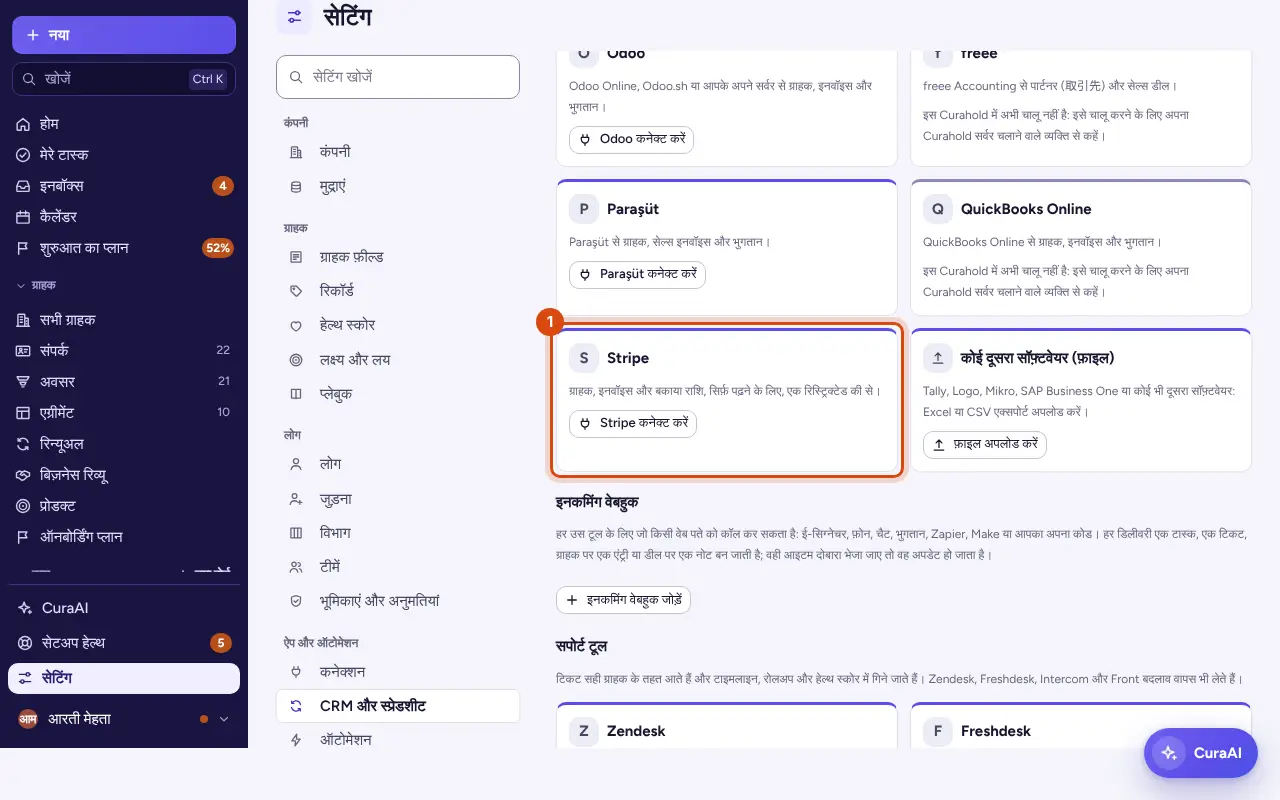 नया
खोजें
Ctrl K
होम
मेरे टास्क
इनबॉक्स
4
कैलेंडर
शुरुआत का प्लान
52%
ग्राहक
सभी ग्राहक
संपर्क
22
अवसर
21
एग्रीमेंट
10
रिन्यूअल
बिज़नेस रिव्यू
प्रोडक्ट
ऑनबोर्डिंग प्लान
CuraAI
सेटअप हेल्थ
5
सेटिंग
आम
आरती मेहता
सेटिंग
सेटिंग खोजें
कंपनी
कंपनी
मुद्राएं
ग्राहक
ग्राहक फ़ील्ड
रिकॉर्ड
हेल्थ स्कोर
लक्ष्य और लय
प्लेबुक
लोग
लोग
जुड़ना
विभाग
टीमें
भूमिकाएं और अनुमतियां
ऐप और ऑटोमेशन
कनेक्शन
CRM और स्प्रेडशीट
ऑटोमेशन
O
Odoo
Odoo Online, Odoo.sh या आपके अपने सर्वर से ग्राहक, इनवॉइस और
भुगतान।
Odoo कनेक्ट करें
f
freee
freee Accounting से पार्टनर (取引先) और सेल्स डील।
इस Curahold में अभी चालू नहीं है: इसे चालू करने के लिए अपना
Curahold सर्वर चलाने वाले व्यक्ति से कहें।
P
Paraşüt
Paraşüt से ग्राहक, सेल्स इनवॉइस और भुगतान।
Paraşüt कनेक्ट करें
Q
QuickBooks Online
QuickBooks Online से ग्राहक, इनवॉइस और भुगतान।
इस Curahold में अभी चालू नहीं है: इसे चालू करने के लिए अपना
Curahold सर्वर चलाने वाले व्यक्ति से कहें।
1
S
Stripe
ग्राहक, इनवॉइस और बकाया राशि, सिर्फ़ पढ़ने के लिए, एक रिस्ट्रिक्टेड की से।
Stripe कनेक्ट करें
कोई दूसरा सॉफ़्टवेयर (फ़ाइल)
Tally, Logo, Mikro, SAP Business One या कोई भी दूसरा सॉफ़्टवेयर:
Excel या CSV एक्सपोर्ट अपलोड करें।
फ़ाइल अपलोड करें
इनकमिंग वेबहुक
हर उस टूल के लिए जो किसी वेब पते को कॉल कर सकता है: ई-सिग्नेचर, फ़ोन, चैट, भुगतान, Zapier, Make या आपका अपना कोड। हर डिलीवरी एक टास्क, एक टिकट,
ग्राहक पर एक एंट्री या डील पर एक नोट बन जाती है; वही आइटम दोबारा भेजा जाए तो वह अपडेट हो जाता है।
इनकमिंग वेबहुक जोड़ें
सपोर्ट टूल
टिकट सही ग्राहक के तहत आते हैं और टाइमलाइन, रोलअप और हेल्थ स्कोर में गिने जाते हैं। Zendesk, Freshdesk, Intercom और Front बदलाव वापस भी लेते हैं।
Z
Zendesk
F
Freshdesk
CuraAI